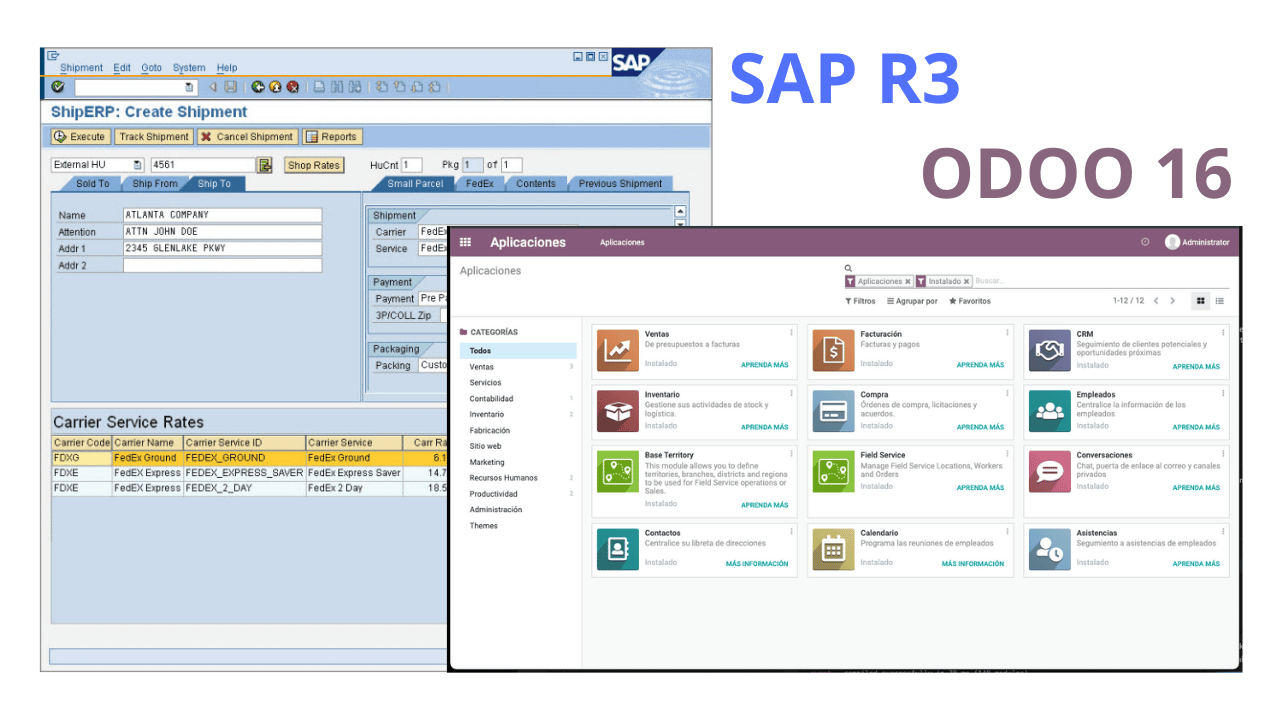 SAP R3
ODOO 16
Shipment Edit Goto System Help
SAP
ShipERP: Create Shipment
Execute Track Shipment Cancel Shipment Reports
External HU 4561 Shop Rates HuCnt 1 Pkg 1 of 1
Sold To Ship From Ship To Small Parcel FedEx Contents Previous Shipment
Name ATLANTA COMPANY
Attention ATTN JOHN DOE
Addr 1 2345 GLENLAKE PKWY
Addr 2
Shipment
Carrier FedEx
Service FedEx
Payment
Payment Pre Pa
3P/COLL Zip
Packaging
Packing Custo
Carrier Service Rates
Carrier Code Carrier Name Carrier Service ID Carrier Service Carr Ra
FDXG FedEx Ground FEDEX_GROUND FedEx Ground 6.1
FDXE FedEx Express FEDEX_EXPRESS_SAVER FedEx Express Saver 14.7
FDXE FedEx Express FEDEX_2_DAY FedEx 2 Day 18.5
Aplicaciones Aplicaciones Administrator
Aplicaciones
Aplicaciones Instalado Buscar...
Filtros Agrupar por Favoritos 1-12 / 12
CATEGORÍAS
Todos
Ventas 3
Servicios
Contabilidad 1
Inventario 2
Fabricación
Sitio web
Marketing
Recursos Humanos 2
Productividad 2
Administración
Themes
Ventas
De presupuestos a facturas
Instalado APRENDA MÁS
Facturación
Facturas y pagos
Instalado APRENDA MÁS
CRM
Seguimiento de clientes potenciales y
oportunidades próximas
Instalado APRENDA MÁS
Inventario
Gestione sus actividades de stock y
logística.
Instalado APRENDA MÁS
Compra
Órdenes de compra, licitaciones y
acuerdos.
Instalado APRENDA MÁS
Empleados
Centralice la información de los
empleados
Instalado APRENDA MÁS
Base Territory
This module allows you to define
territories, branches, districts and regions
to be used for Field Service operations or
Sales.
Instalado APRENDA MÁS
Field Service
Manage Field Service Locations, Workers
and Orders
Instalado APRENDA MÁS
Conversaciones
Chat, puerta de enlace al correo y canales
privados
Instalado APRENDA MÁS
Contactos
Centralice su libreta de direcciones
Instalado MÁS INFORMACIÓN
Calendario
Programa las reuniones de empleados
Instalado MÁS INFORMACIÓN
Asistencias
Segumiento a asistencias de empleados
Instalado APRENDA MÁS